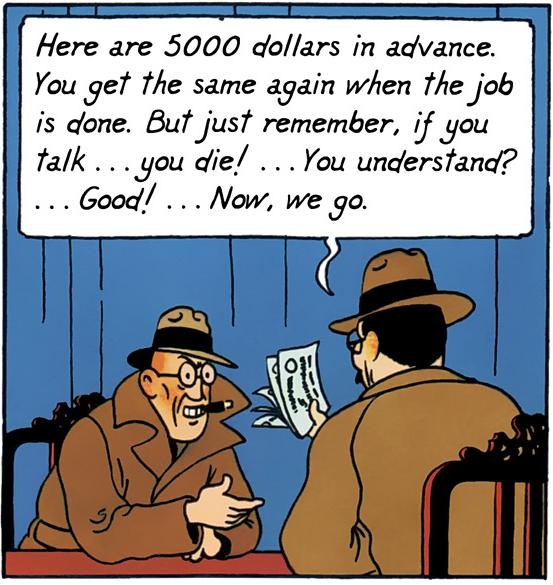 Here are 5000 dollars in advance.
You get the same again when the job
is done. But just remember, if you
talk ... you die! ... You understand?
... Good! ... Now, we go.